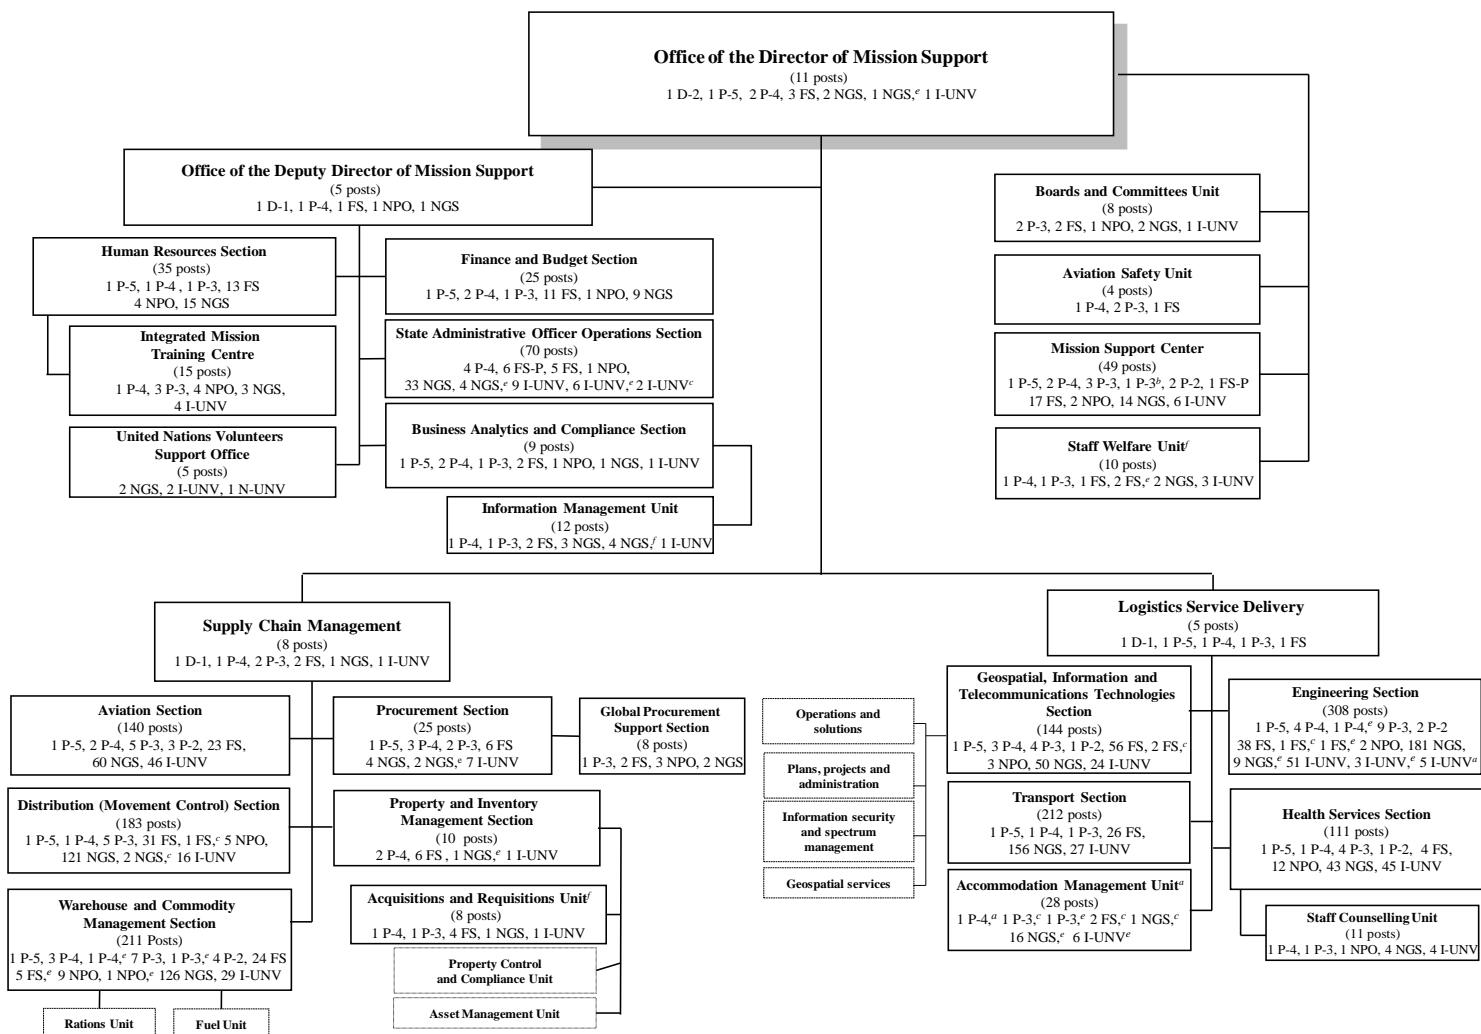 Office of the Director of Mission Support
(11 posts)
1 D-2, 1 P-5, 2 P-4, 3 FS, 2 NGS, 1 NGS,e 1 I-UNV
Office of the Deputy Director of Mission Support
(5 posts)
1 D-1, 1 P-4, 1 FS, 1 NPO, 1 NGS
Human Resources Section
(35 posts)
1 P-5, 1 P-4 , 1 P-3, 13 FS
4 NPO, 15 NGS
Integrated Mission
Training Centre
(15 posts)
1 P-4, 3 P-3, 4 NPO, 3 NGS,
4 I-UNV
United Nations Volunteers
Support Office
(5 posts)
2 NGS, 2 I-UNV, 1 N-UNV
Finance and Budget Section
(25 posts)
1 P-5, 2 P-4, 1 P-3, 11 FS, 1 NPO, 9 NGS
State Administrative Officer Operations Section
(70 posts)
4 P-4, 6 FS-P, 5 FS, 1 NPO,
33 NGS, 4 NGS,e 9 I-UNV, 6 I-UNV,e 2 I-UNVc
Business Analytics and Compliance Section
(9 posts)
1 P-5, 2 P-4, 1 P-3, 2 FS, 1 NPO, 1 NGS, 1 I-UNV
Information Management Unit
(12 posts)
1 P-4, 1 P-3, 2 FS, 3 NGS, 4 NGS,f 1 I-UNV
Boards and Committees Unit
(8 posts)
2 P-3, 2 FS, 1 NPO, 2 NGS, 1 I-UNV
Aviation Safety Unit
(4 posts)
1 P-4, 2 P-3, 1 FS
Mission Support Center
(49 posts)
1 P-5, 2 P-4, 3 P-3, 1 P-3b, 2 P-2, 1 FS-P
17 FS, 2 NPO, 14 NGS, 6 I-UNV
Staff Welfare Unitf
(10 posts)
1 P-4, 1 P-3, 1 FS, 2 FS,e 2 NGS, 3 I-UNV
Supply Chain Management
(8 posts)
1 D-1, 1 P-4, 2 P-3, 2 FS, 1 NGS, 1 I-UNV
Aviation Section
(140 posts)
1 P-5, 2 P-4, 5 P-3, 3 P-2, 23 FS,
60 NGS, 46 I-UNV
Distribution (Movement Control) Section
(183 posts)
1 P-5, 1 P-4, 5 P-3, 31 FS, 1 FS,c 5 NPO,
121 NGS, 2 NGS,c 16 I-UNV
Warehouse and Commodity
Management Section
(211 Posts)
1 P-5, 3 P-4, 1 P-4,e 7 P-3, 1 P-3,e 4 P-2, 24 FS
5 FS,e 9 NPO, 1 NPO,e 126 NGS, 29 I-UNV
Rations Unit
Fuel Unit
Procurement Section
(25 posts)
1 P-5, 3 P-4, 2 P-3, 6 FS
4 NGS, 2 NGS,e 7 I-UNV
Global Procurement
Support Section
(8 posts)
1 P-3, 2 FS, 3 NPO, 2 NGS
Property and Inventory
Management Section
(10 posts)
2 P-4, 6 FS , 1 NGS,e 1 I-UNV
Acquisitions and Requisitions Unitf
(8 posts)
1 P-4, 1 P-3, 4 FS, 1 NGS, 1 I-UNV
Property Control
and Compliance Unit
Asset Management Unit
Logistics Service Delivery
(5 posts)
1 D-1, 1 P-5, 1 P-4, 1 P-3, 1 FS
Operations and
solutions
Plans, projects and
administration
Information security
and spectrum
management
Geospatial services
Geospatial, Information and
Telecommunications Technologies
Section
(144 posts)
1 P-5, 3 P-4, 4 P-3, 1 P-2, 56 FS, 2 FS,c
3 NPO, 50 NGS, 24 I-UNV
Transport Section
(212 posts)
1 P-5, 1 P-4, 1 P-3, 26 FS,
156 NGS, 27 I-UNV
Accommodation Management Unita
(28 posts)
1 P-4,a 1 P-3,c 1 P-3,e 2 FS,c 1 NGS,c
16 NGS,e 6 I-UNVe
Engineering Section
(308 posts)
1 P-5, 4 P-4, 1 P-4,e 9 P-3, 2 P-2
38 FS, 1 FS,c 1 FS,e 2 NPO, 181 NGS,
9 NGS,e 51 I-UNV, 3 I-UNV,e 5 I-UNVa
Health Services Section
(111 posts)
1 P-5, 1 P-4, 4 P-3, 1 P-2, 4 FS,
12 NPO, 43 NGS, 45 I-UNV
Staff Counselling Unit
(11 posts)
1 P-4, 1 P-3, 1 NPO, 4 NGS, 4 I-UNV